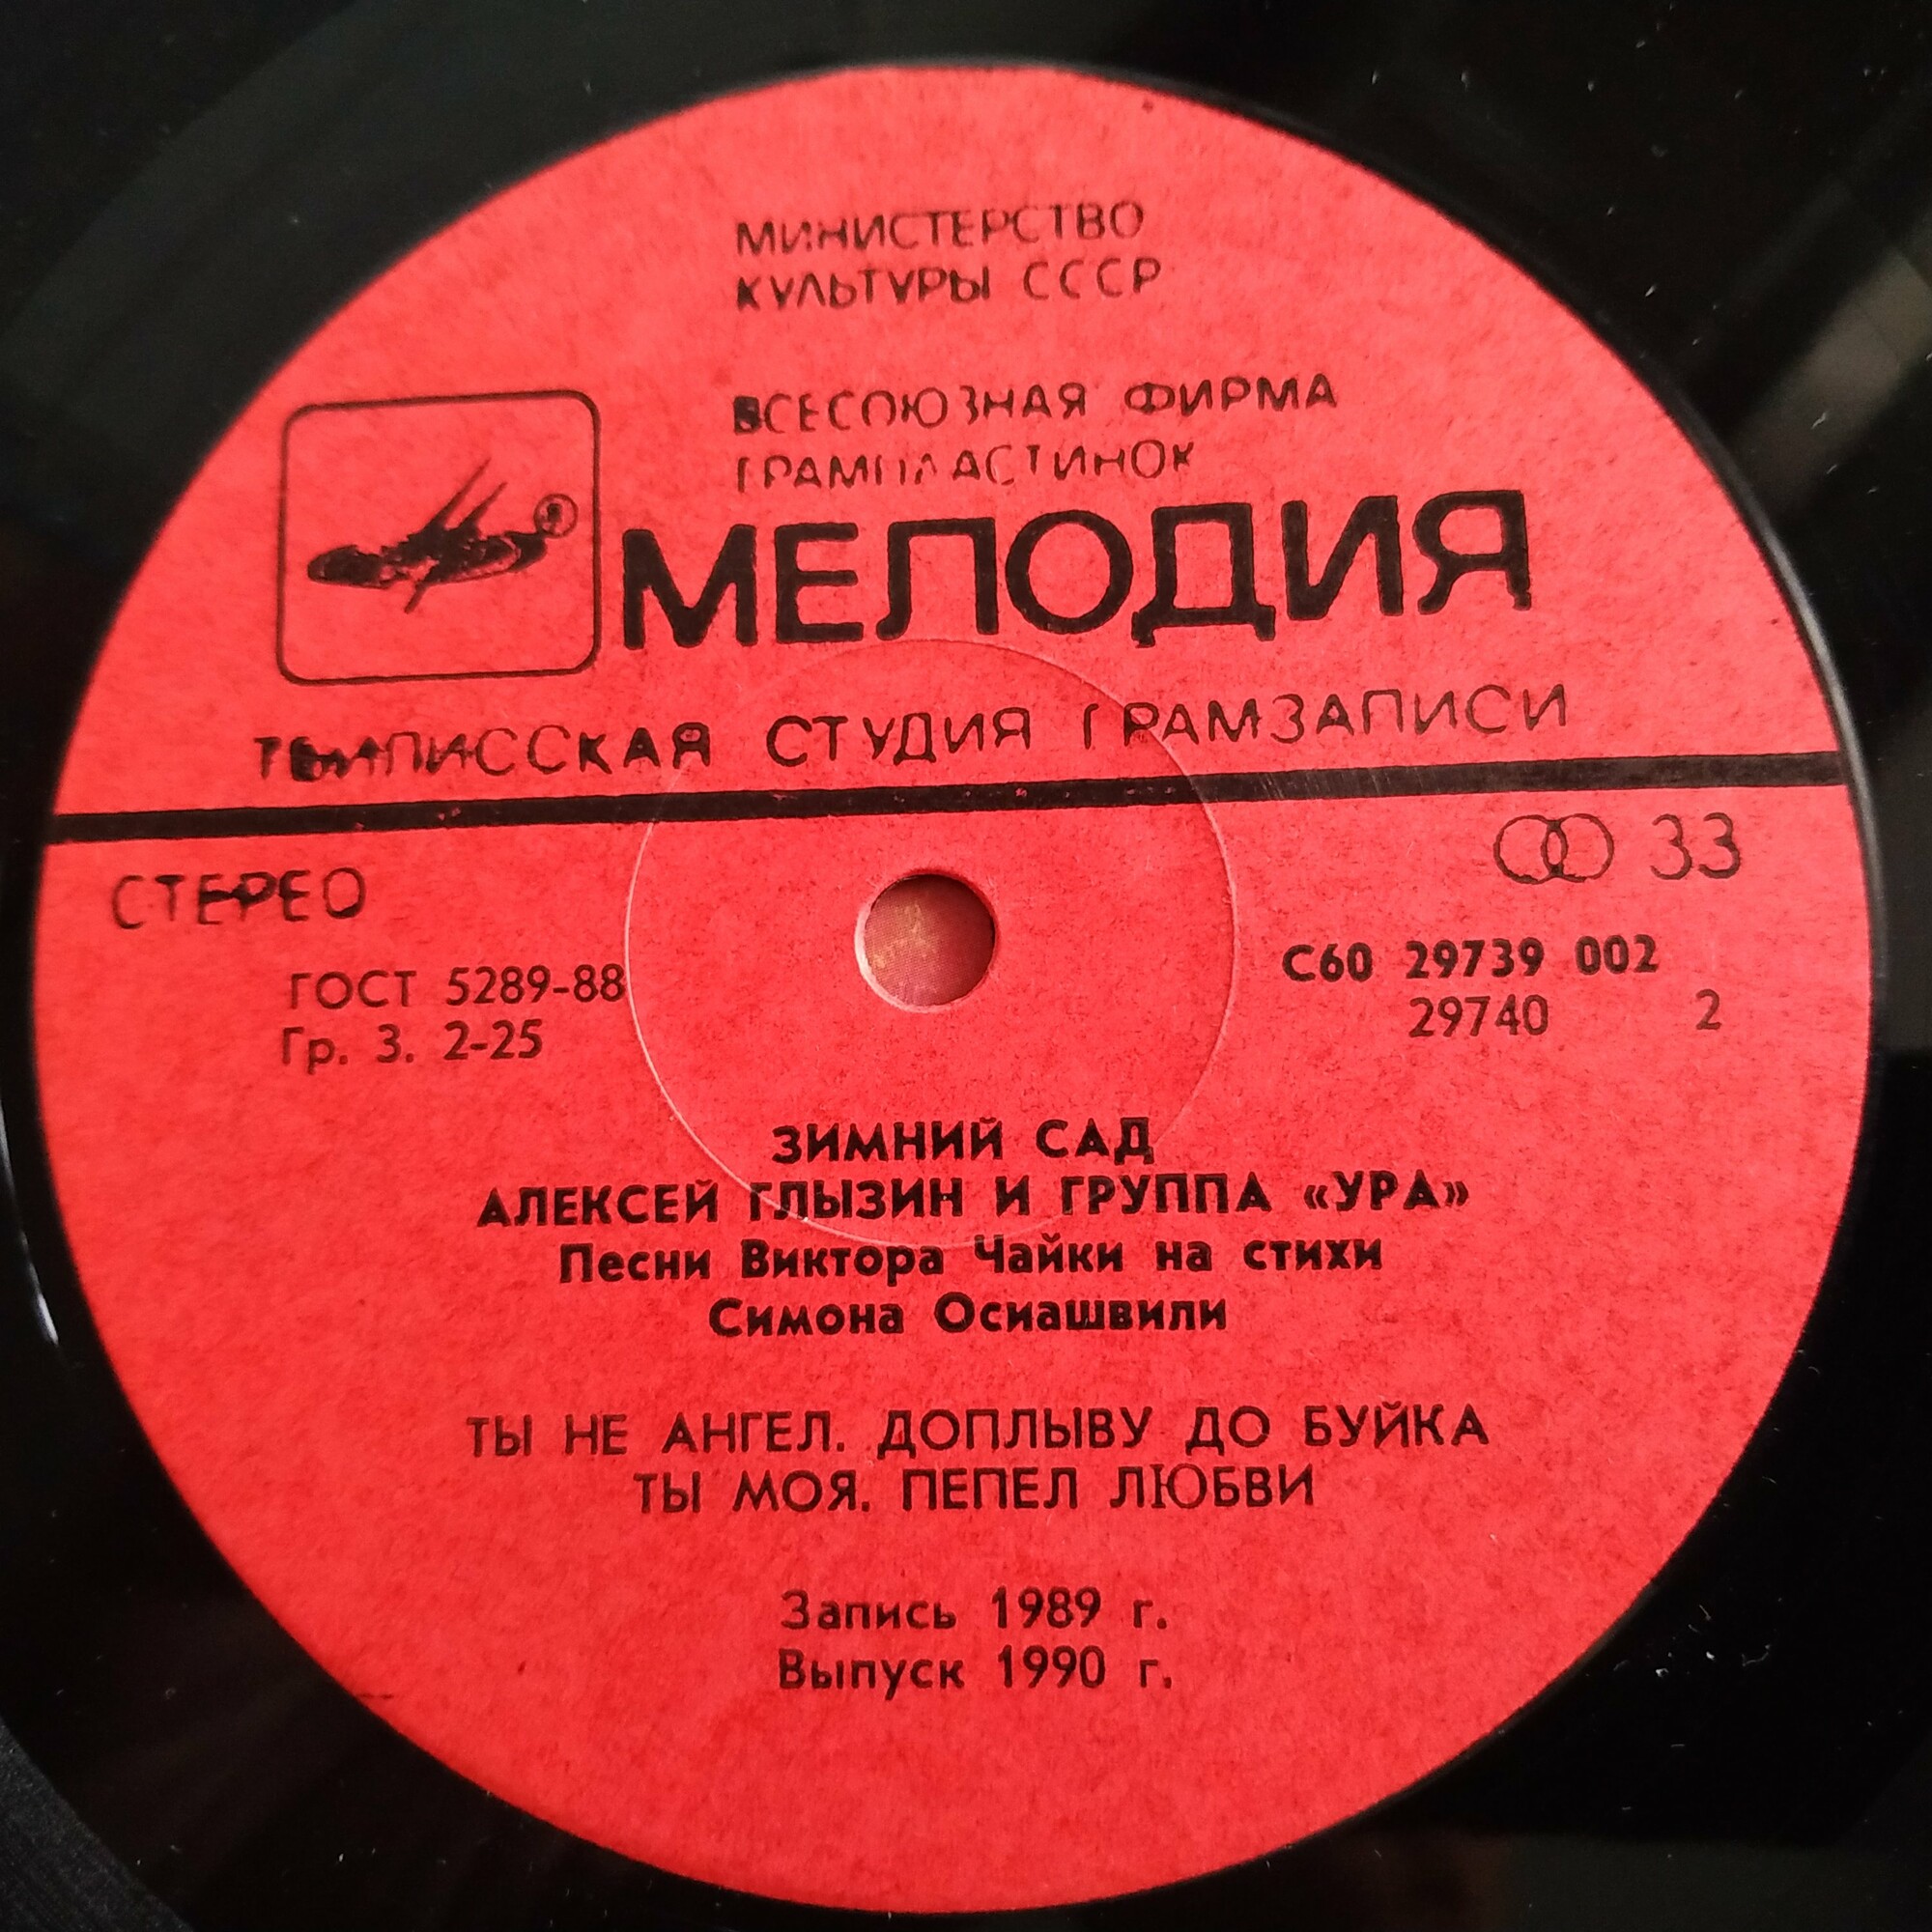 МИНИСТЕРСТВО
КУЛЬТУРЫ СССР
ВСЕСОЮЗНАЯ ФИРМА
ГРАМПЛАСТИНОК
МЕЛОДИЯ
ТБИЛИССКАЯ СТУДИЯ ГРАМЗАПИСИ
СТЕРЕО
33
ГОСТ 5289-88
Гр. 3. 2-25
С60 29739 002
29740 2
ЗИМНИЙ САД
АЛЕКСЕЙ ГЛЫЗИН И ГРУППА «УРА»
Песни Виктора Чайки на стихи
Симона Осиашвили
ТЫ НЕ АНГЕЛ. ДОПЛЫВУ ДО БУЙКА
ТЫ МОЯ. ПЕПЕЛ ЛЮБВИ
Запись 1989 г.
Выпуск 1990 г.